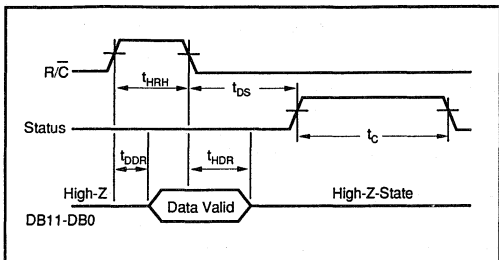 R/C̅
tHRH
tDS
Status
tC
tDDR
tHDR
High-Z
Data Valid
High-Z-State
DB11-DB0